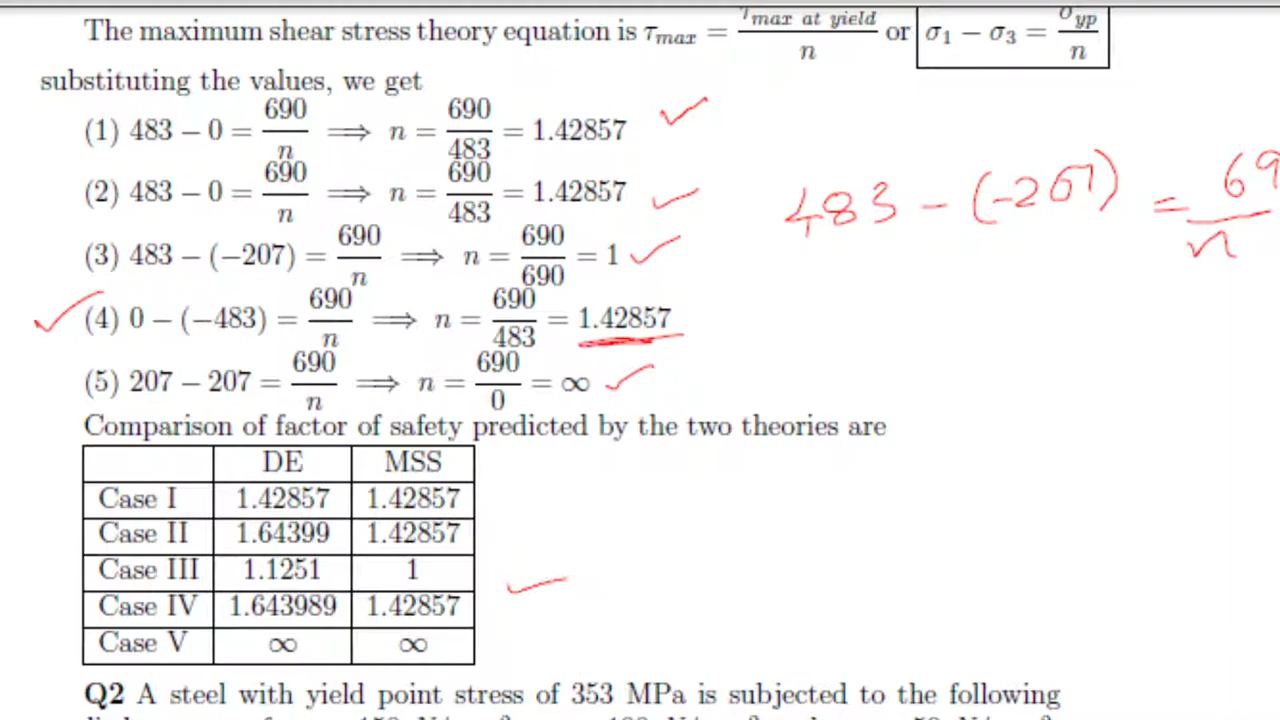 The maximum shear stress theory equation is τmax = τmax at yield / n or σ1 − σ3 = σyp / n
substituting the values, we get
(1) 483 − 0 = 690/n ⟹ n = 690/483 = 1.42857
(2) 483 − 0 = 690/n ⟹ n = 690/483 = 1.42857
483 − (−207) = 69 / n
(3) 483 − (−207) = 690/n ⟹ n = 690/690 = 1
(4) 0 − (−483) = 690/n ⟹ n = 690/483 = 1.42857
(5) 207 − 207 = 690/n ⟹ n = 690/0 = ∞
Comparison of factor of safety predicted by the two theories are
DE MSS
Case I 1.42857 1.42857
Case II 1.64399 1.42857
Case III 1.1251 1
Case IV 1.643989 1.42857
Case V ∞ ∞
Q2 A steel with yield point stress of 353 MPa is subjected to the following